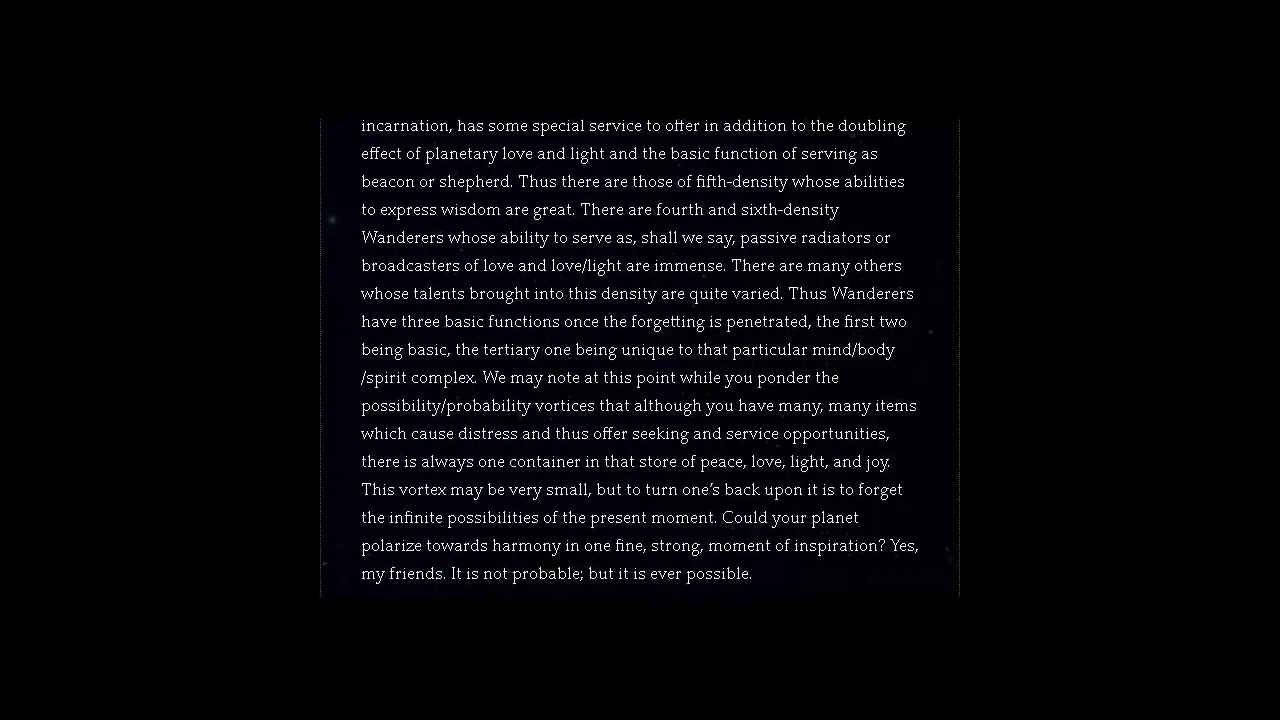 incarnation, has some special service to offer in addition to the doubling
effect of planetary love and light and the basic function of serving as
beacon or shepherd. Thus there are those of fifth-density whose abilities
to express wisdom are great. There are fourth and sixth-density
Wanderers whose ability to serve as, shall we say, passive radiators or
broadcasters of love and love/light are immense. There are many others
whose talents brought into this density are quite varied. Thus Wanderers
have three basic functions once the forgetting is penetrated, the first two
being basic, the tertiary one being unique to that particular mind/body
/spirit complex. We may note at this point while you ponder the
possibility/probability vortices that although you have many, many items
which cause distress and thus offer seeking and service opportunities,
there is always one container in that store of peace, love, light, and joy.
This vortex may be very small, but to turn one's back upon it is to forget
the infinite possibilities of the present moment. Could your planet
polarize towards harmony in one fine, strong, moment of inspiration? Yes,
my friends. It is not probable; but it is ever possible.